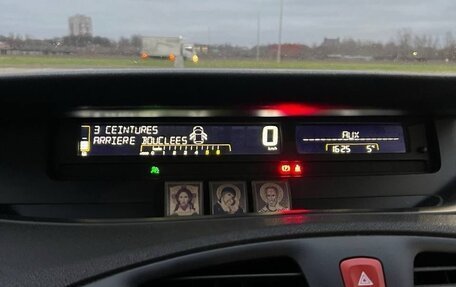 3 CEINTURES
ARRIERE BOUCLEES
0
km/h
Aux
16:25 5°